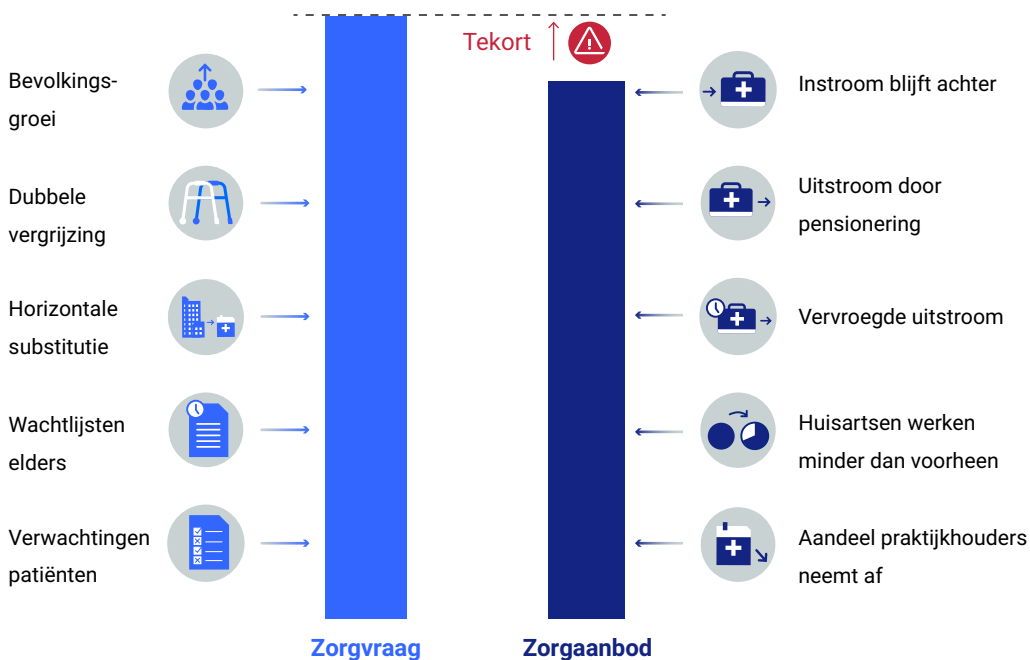 Tekort
Bevolkings-
groei
Dubbele
vergrijzing
Horizontale
substitutie
Wachtlijsten
elders
Verwachtingen
patiënten
Instroom blijft achter
Uitstroom door
pensionering
Vervroegde uitstroom
Huisartsen werken
minder dan voorheen
Aandeel praktijkhouders
neemt af
Zorgvraag
Zorgaanbod